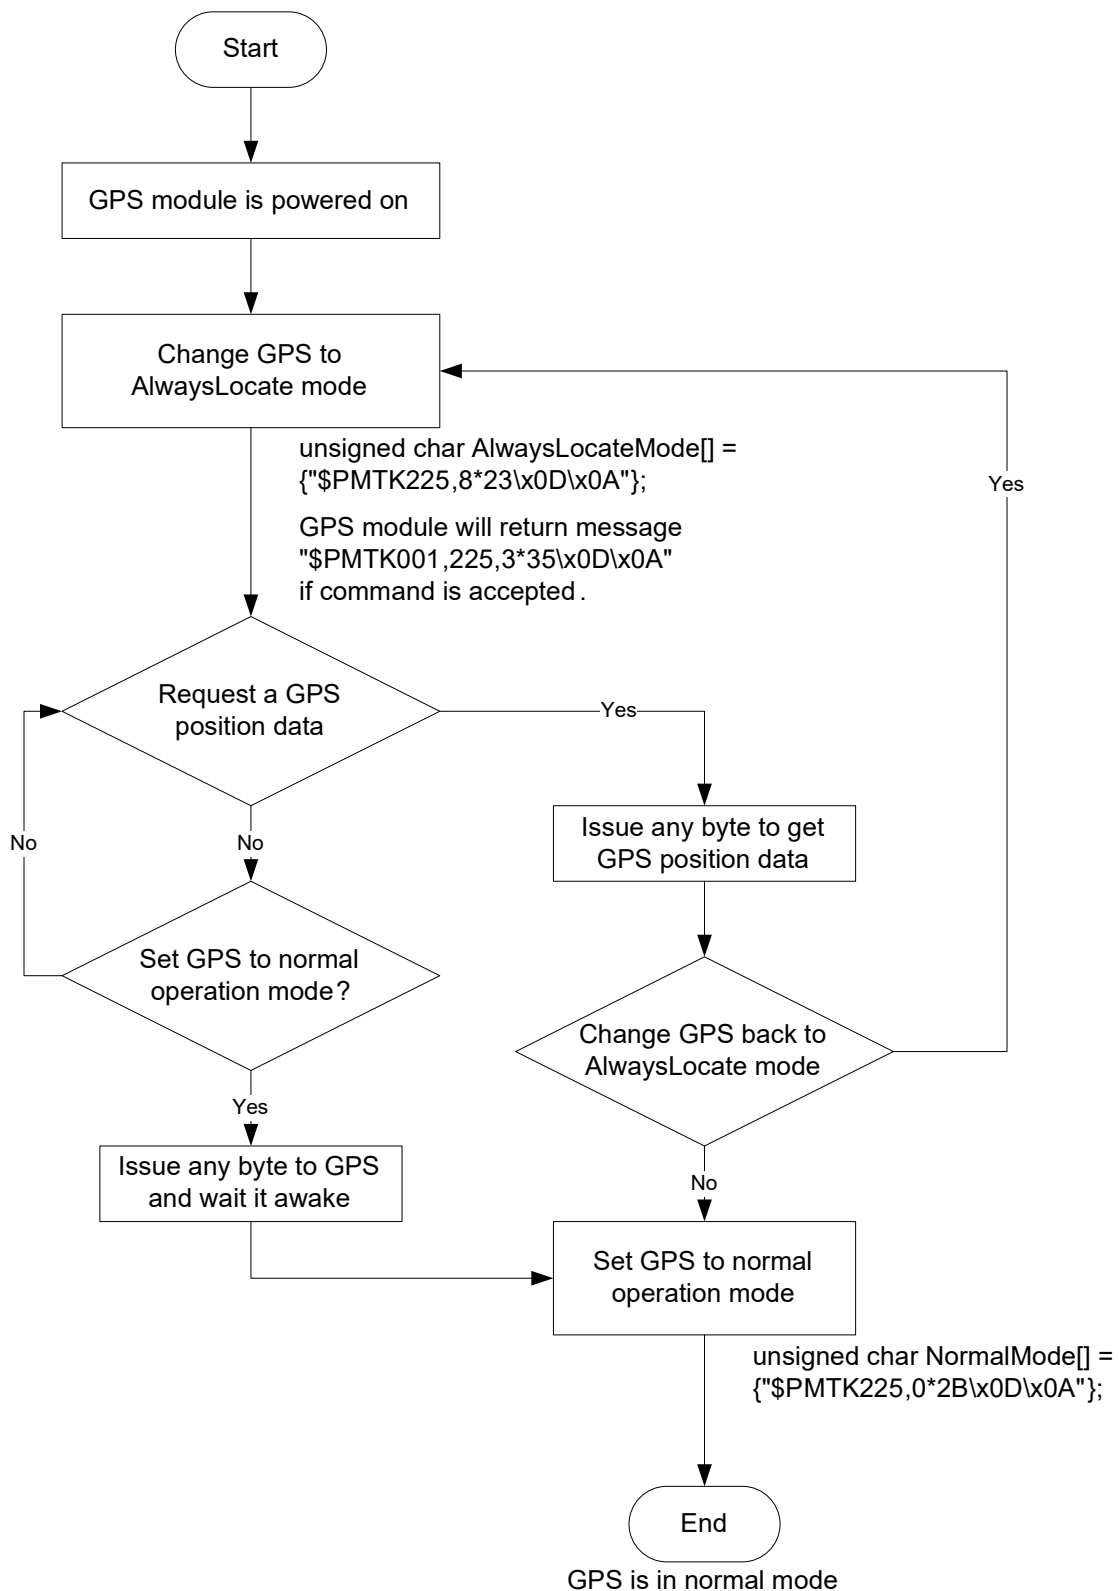 Start
GPS module is powered on
Change GPS to
AlwaysLocate mode
unsigned char AlwaysLocateMode[] =
{"$PMTK225,8*23\x0D\x0A"};
Yes
GPS module will return message
"$PMTK001,225,3*35\x0D\x0A"
if command is accepted.
Request a GPS
position data
Yes
No
No
Issue any byte to get
GPS position data
Set GPS to normal
operation mode?
Change GPS back to
AlwaysLocate mode
Yes
Issue any byte to GPS
and wait it awake
No
Set GPS to normal
operation mode
unsigned char NormalMode[] =
{"$PMTK225,0*2B\x0D\x0A"};
End
GPS is in normal mode